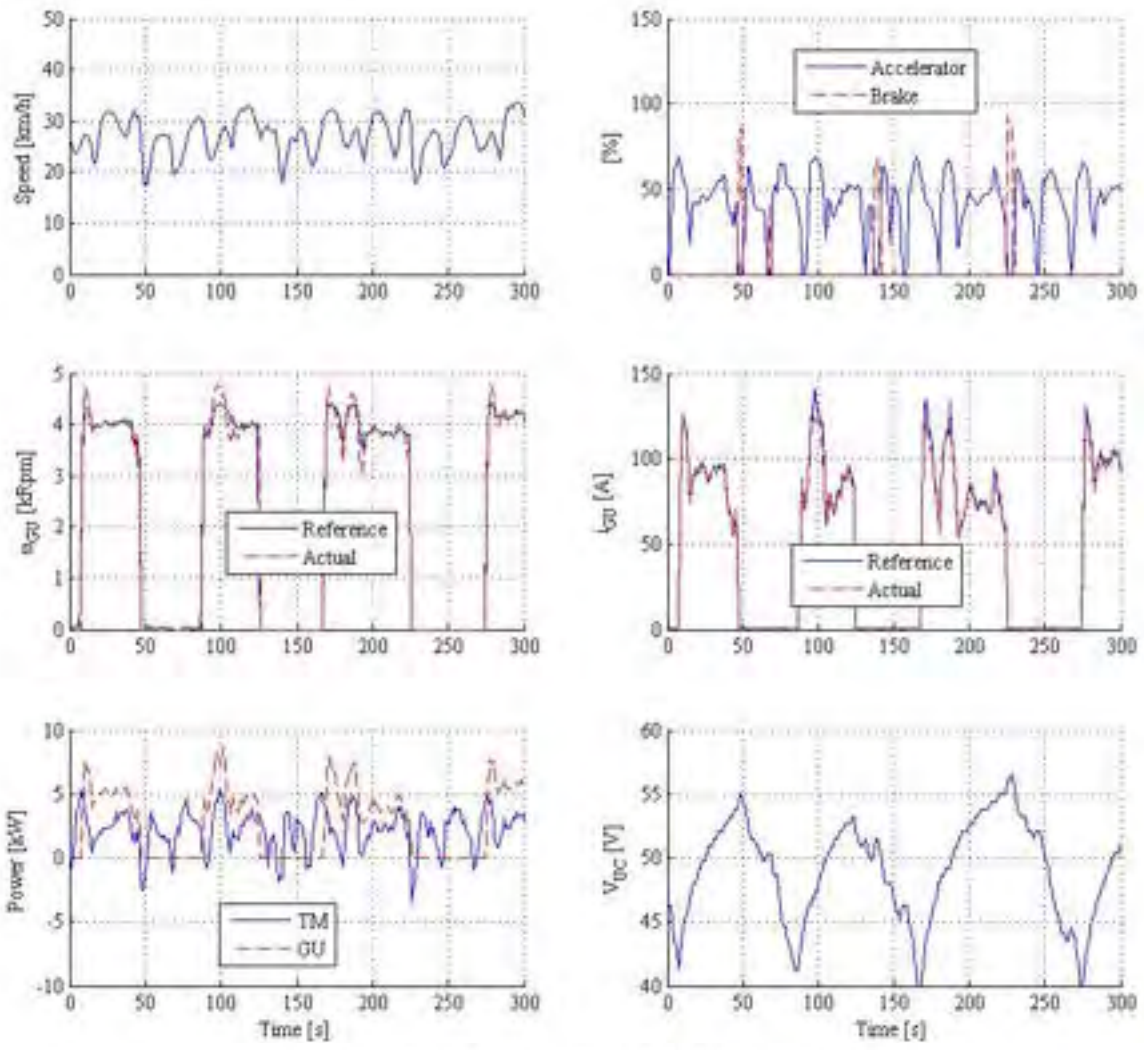 50
40
30
20
10
0
Speed [km/h]
0 50 100 150 200 250 300
150
100
50
0
[%]
Accelerator
Brake
0 50 100 150 200 250 300
5
4
3
2
1
0
n_GU [kRpm]
Reference
Actual
0 50 100 150 200 250 300
150
100
50
0
i_GU [A]
Reference
Actual
0 50 100 150 200 250 300
10
5
0
-5
-10
Power [kW]
TM
GU
0 50 100 150 200 250 300
Time [s]
60
55
50
45
40
V_DC [V]
0 50 100 150 200 250 300
Time [s]